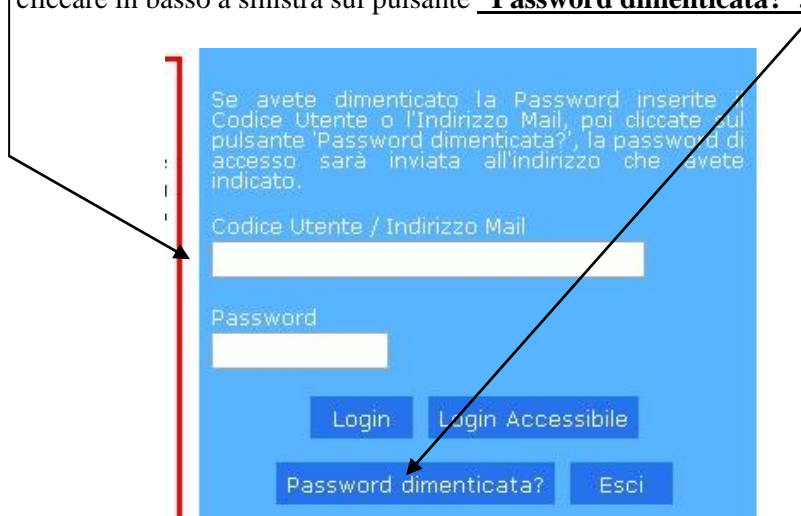 cliccare in basso a sinistra sul pulsante "Password dimenticata?".
Se avete dimenticato la Password inserite il
Codice Utente o l'Indirizzo Mail, poi cliccate sul
pulsante 'Password dimenticata?', la password di
accesso sarà inviata all'indirizzo che avete
indicato.
Codice Utente / Indirizzo Mail
Password
Login Login Accessibile
Password dimenticata? Esci